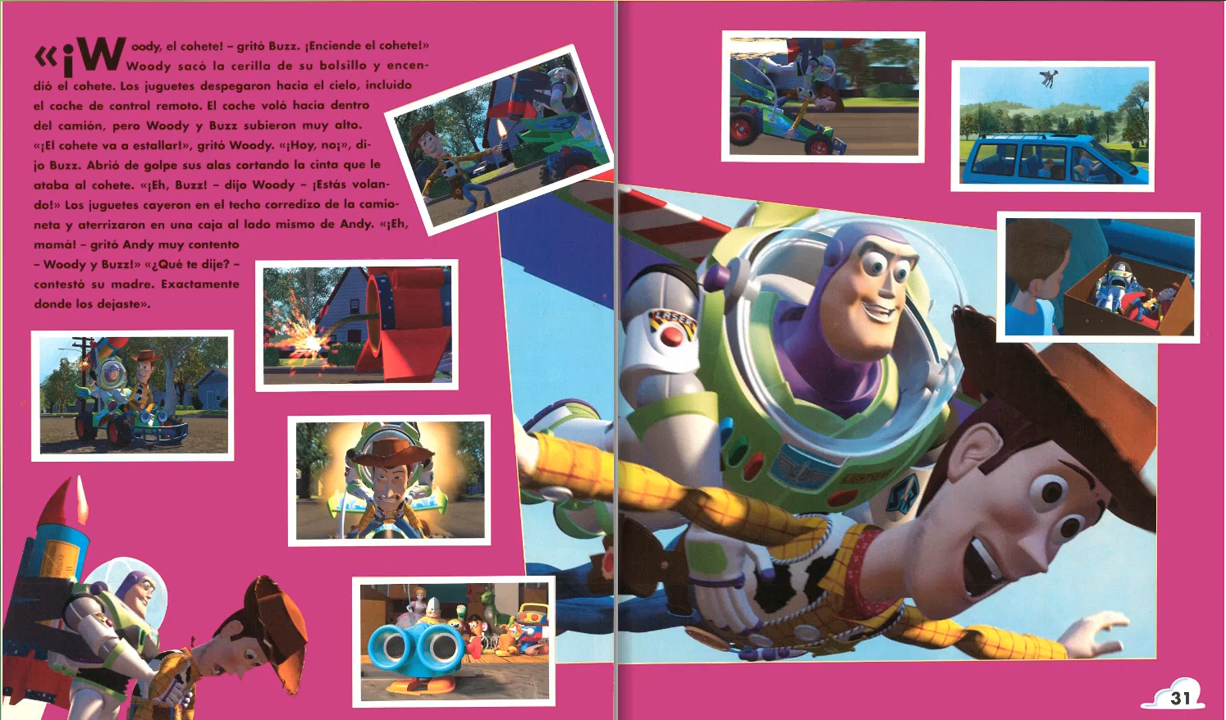 «¡Woody, el cohete! – gritó Buzz. ¡Enciende el cohete!»
Woody sacó la cerilla de su bolsillo y encen-
dió el cohete. Los juguetes despegaron hacia el cielo, incluido
el coche de control remoto. El coche voló hacia dentro
del camión, pero Woody y Buzz subieron muy alto.
«¡El cohete va a estallar!», gritó Woody. «¡Hoy, no¡», di-
jo Buzz. Abrió de golpe sus alas cortando la cinta que le
ataba al cohete. «¡Eh, Buzz! – dijo Woody – ¡Estás volan-
do!» Los juguetes cayeron en el techo corredizo de la camio-
neta y aterrizaron en una caja al lado mismo de Andy. «¡Eh,
mamá! – gritó Andy muy contento
– Woody y Buzz!» «¿Qué te dije? –
contestó su madre. Exactamente
donde los dejaste».
LASER
31